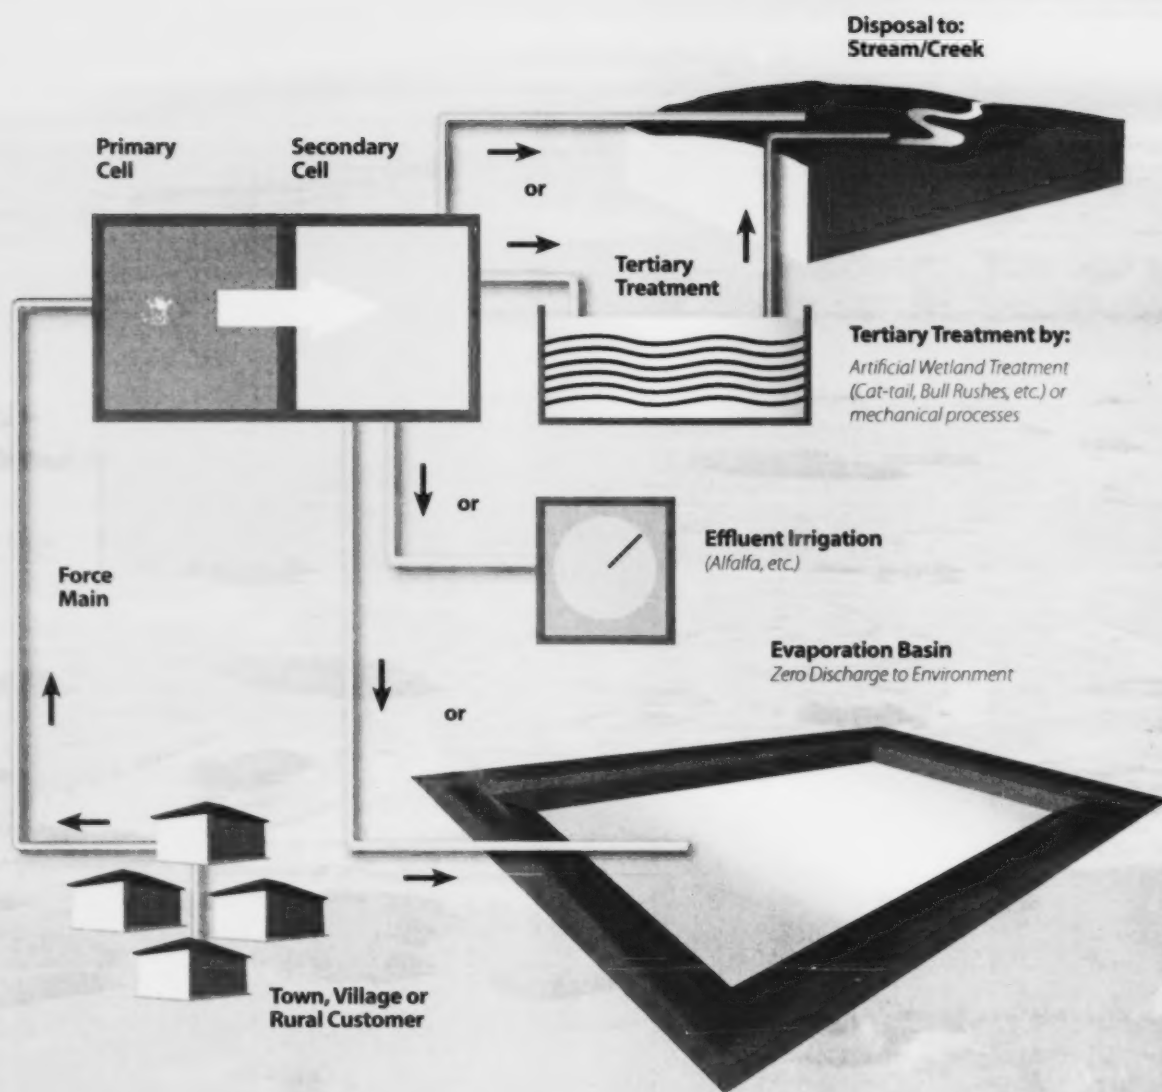 Disposal to:
Stream/Creek
Primary
Cell
Secondary
Cell
or
Tertiary
Treatment
Tertiary Treatment by:
Artificial Wetland Treatment
(Cat-tail, Bull Rushes, etc.) or
mechanical processes
or
Effluent Irrigation
(Alfalfa, etc.)
Force
Main
Evaporation Basin
Zero Discharge to Environment
or
Town, Village or
Rural Customer